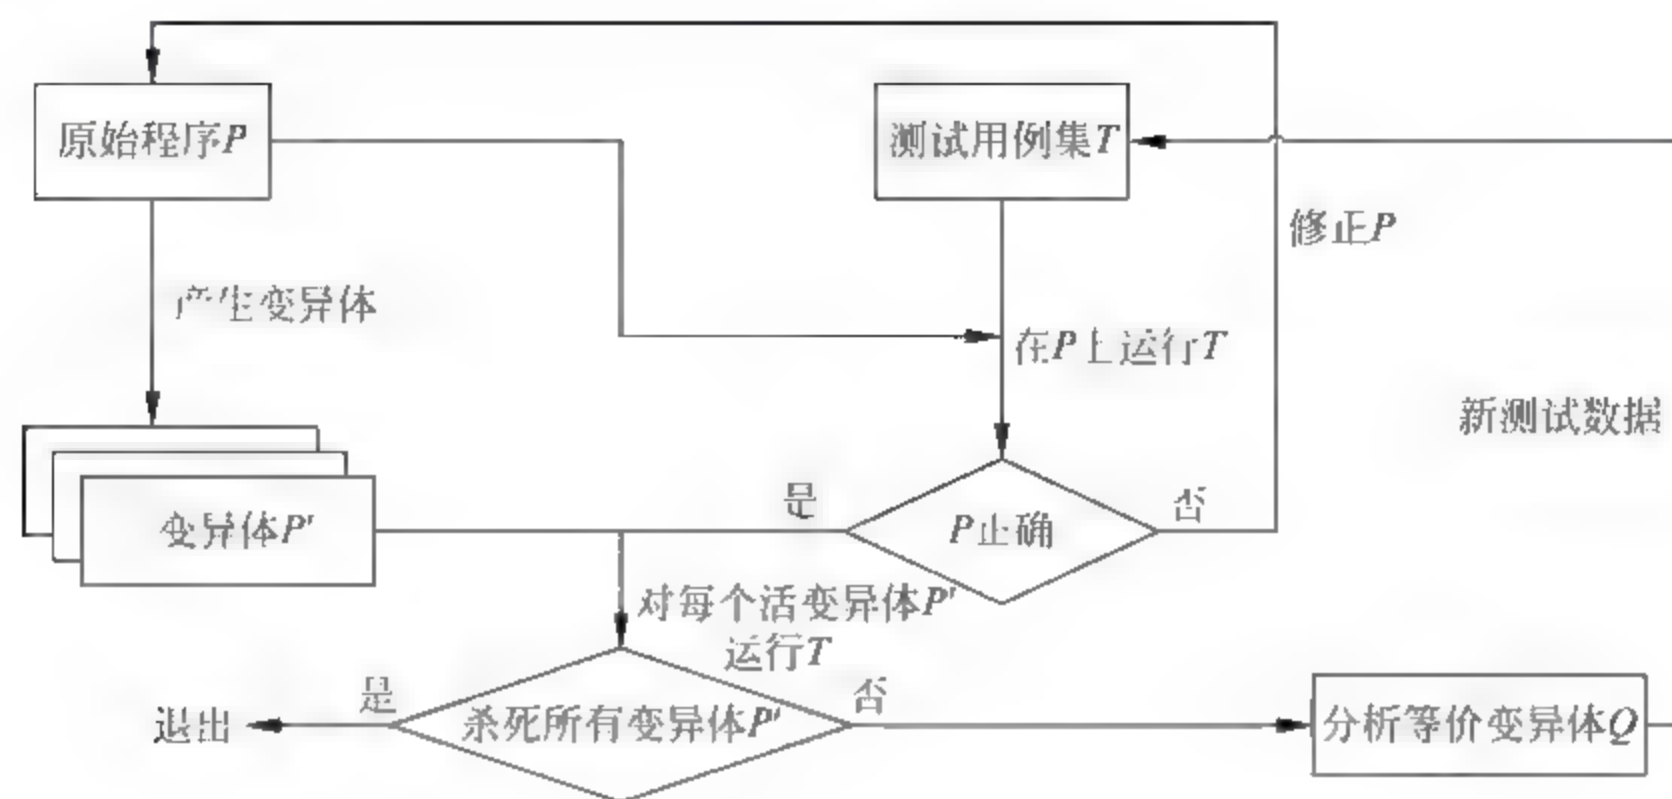 原始程序P
测试用例集T
修正P
产生变异体
在P上运行T
新测试数据
是
否
变异体P'
P正确
对每个活变异体P'
运行T
是
否
退出
杀死所有变异体P'
分析等价变异体Q